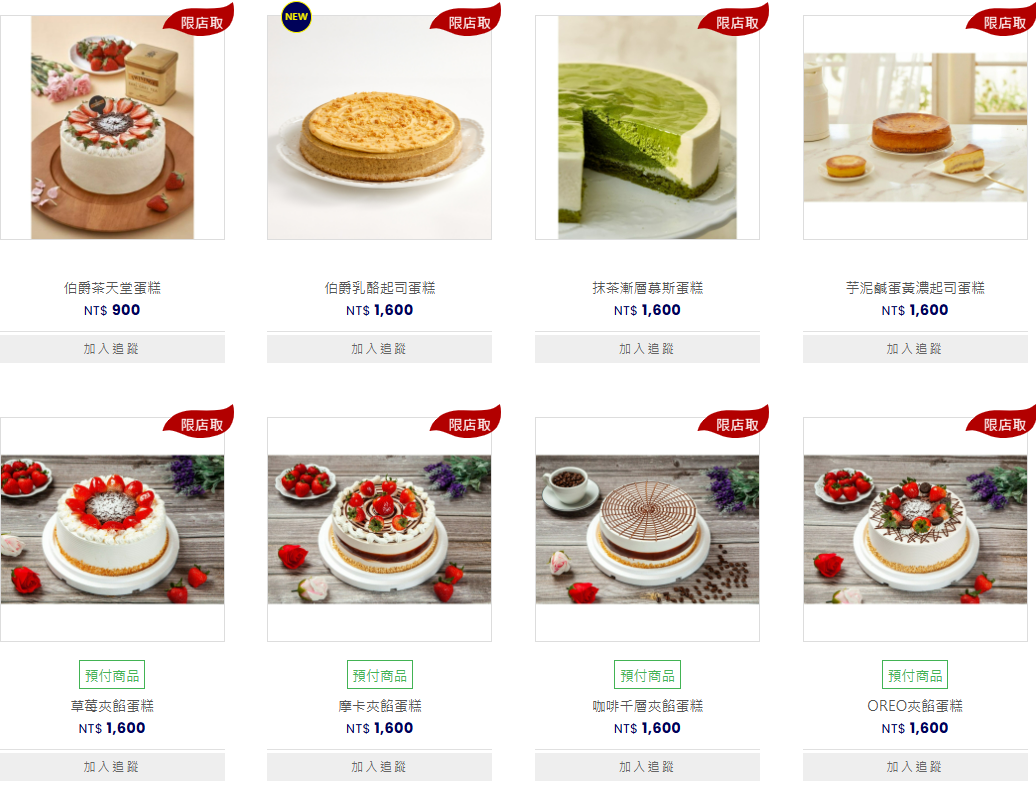 限店取
NEW
限店取
限店取
限店取
伯爵茶天堂蛋糕
NT$ 900
加入追蹤
伯爵乳酪起司蛋糕
NT$ 1,600
加入追蹤
抹茶漸層慕斯蛋糕
NT$ 1,600
加入追蹤
芋泥鹹蛋黃濃起司蛋糕
NT$ 1,600
加入追蹤
限店取
限店取
限店取
限店取
預付商品
草莓夾餡蛋糕
NT$ 1,600
加入追蹤
預付商品
摩卡夾餡蛋糕
NT$ 1,600
加入追蹤
預付商品
咖啡千層夾餡蛋糕
NT$ 1,600
加入追蹤
預付商品
OREO夾餡蛋糕
NT$ 1,600
加入追蹤